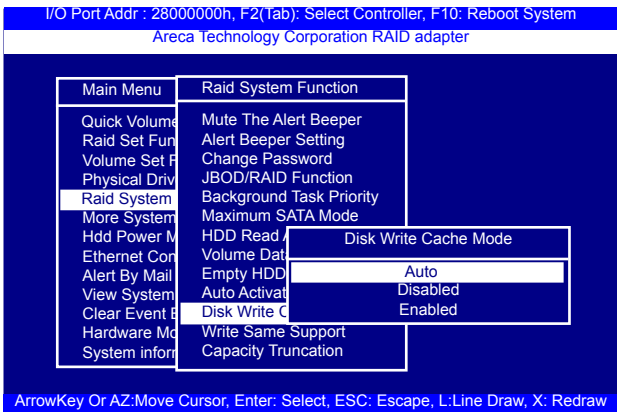 I/O Port Addr : 28000000h, F2(Tab): Select Controller, F10: Reboot System
Areca Technology Corporation RAID adapter
Main Menu
Quick Volume
Raid Set Fun
Volume Set F
Physical Driv
Raid System
More System
Hdd Power M
Ethernet Con
Alert By Mail
View System
Clear Event B
Hardware Mo
System inform
Raid System Function
Mute The Alert Beeper
Alert Beeper Setting
Change Password
JBOD/RAID Function
Background Task Priority
Maximum SATA Mode
HDD Read A
Volume Data
Empty HDD
Auto Activat
Disk Write C
Write Same Support
Capacity Truncation
Disk Write Cache Mode
Auto
Disabled
Enabled
ArrowKey Or AZ:Move Cursor, Enter: Select, ESC: Escape, L:Line Draw, X: Redraw